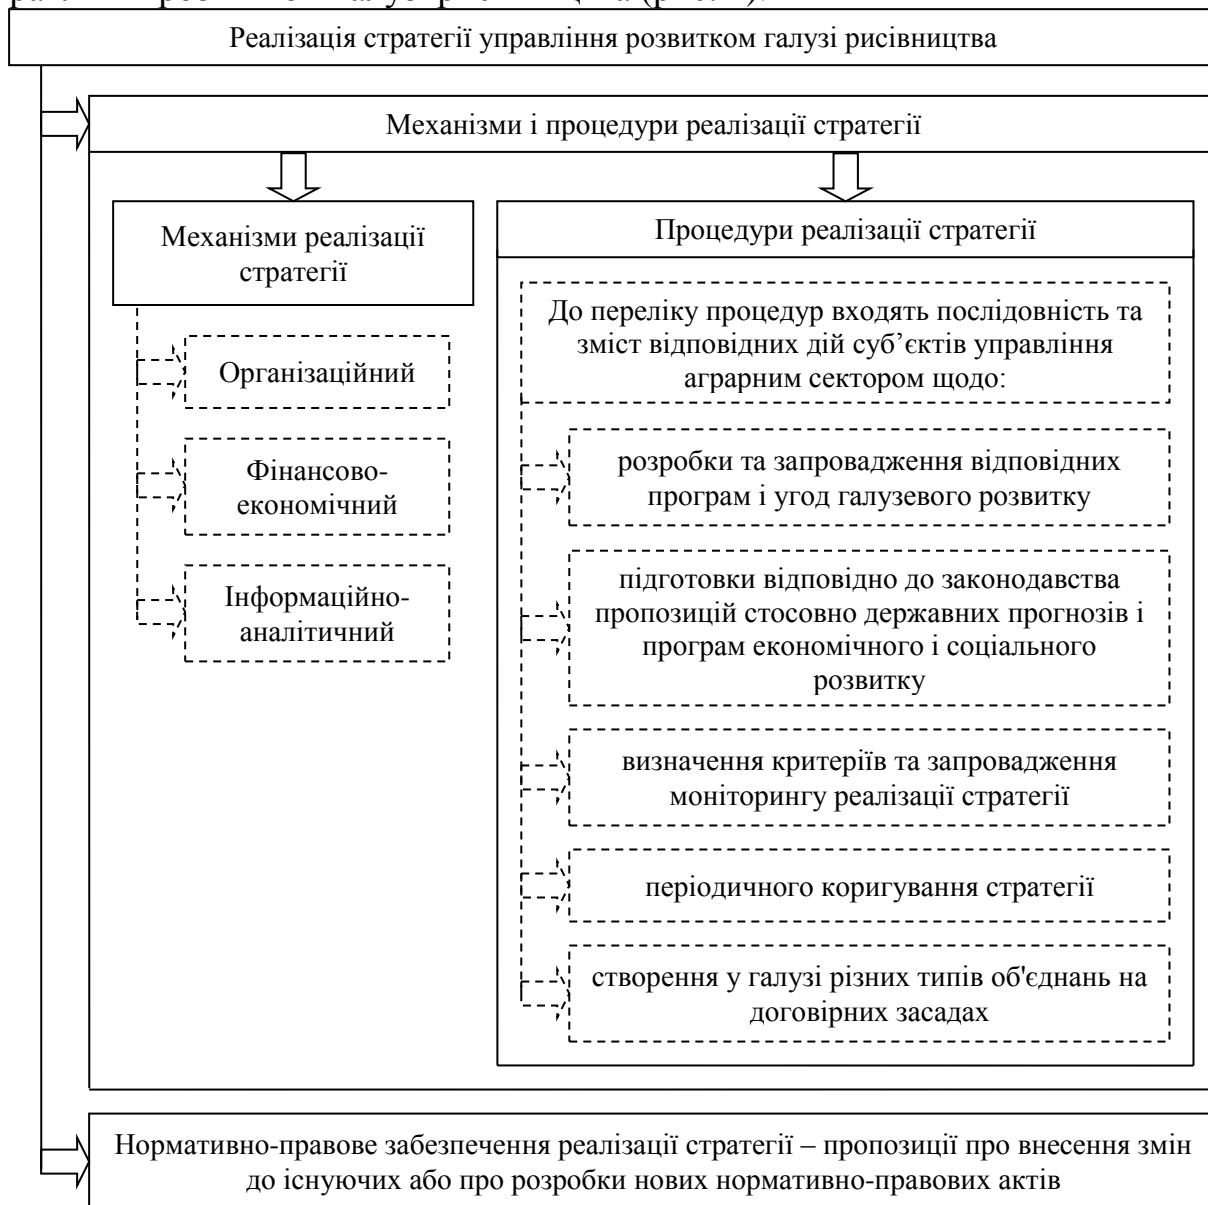 Реалізація стратегії управління розвитком галузі рисівництва
Механізми і процедури реалізації стратегії
Механізми реалізації
стратегії
Організаційний
Фінансово-
економічний
Інформаційно-
аналітичний
Процедури реалізації стратегії
До переліку процедур входять послідовність та
зміст відповідних дій суб’єктів управління
аграрним сектором щодо:
розробки та запровадження відповідних
програм і угод галузевого розвитку
підготовки відповідно до законодавства
пропозицій стосовно державних прогнозів і
програм економічного і соціального
розвитку
визначення критеріїв та запровадження
моніторингу реалізації стратегії
періодичного коригування стратегії
створення у галузі різних типів об'єднань на
договірних засадах
Нормативно-правове забезпечення реалізації стратегії – пропозиції про внесення змін
до існуючих або про розробки нових нормативно-правових актів